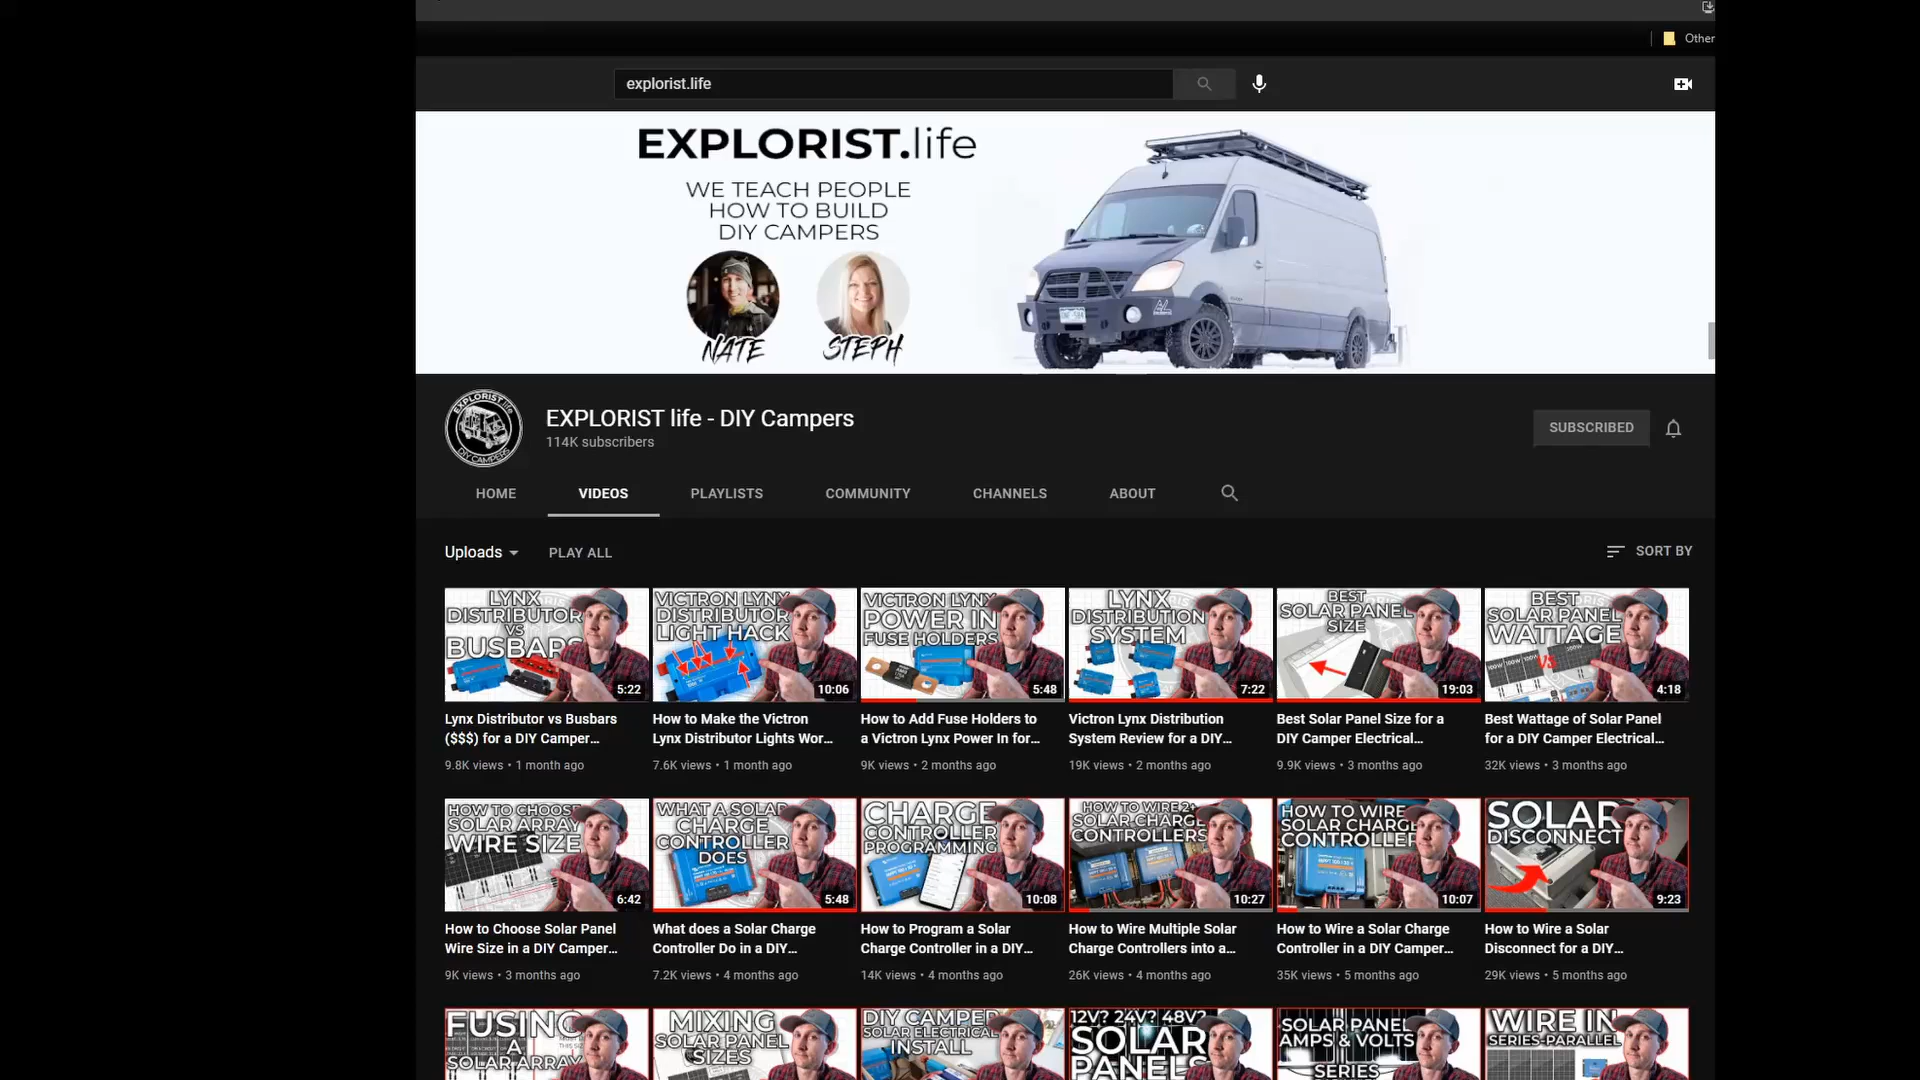 Other
explorist.life
EXPLORIST.life
WE TEACH PEOPLE
HOW TO BUILD
DIY CAMPERS
NATE
STEPH
EXPLORIST life
DIY CAMPERS
EXPLORIST life - DIY Campers
114K subscribers
SUBSCRIBED
HOME
VIDEOS
PLAYLISTS
COMMUNITY
CHANNELS
ABOUT
Uploads
PLAY ALL
SORT BY
LYNX
DISTRIBUTOR
VS
BUSBARS
5:22
VICTRON LYNX
DISTRIBUTOR
LIGHT HACK
10:06
VICTRON LYNX
POWER IN
FUSE HOLDERS
5:48
LYNX
DISTRIBUTION
SYSTEM
7:22
BEST
SOLAR PANEL
SIZE
19:03
BEST
SOLAR PANEL
WATTAGE
100W 100W
VS
4:18
Lynx Distributor vs Busbars
($$$) for a DIY Camper...
9.8K views • 1 month ago
How to Make the Victron
Lynx Distributor Lights Wor...
7.6K views • 1 month ago
How to Add Fuse Holders to
a Victron Lynx Power In for...
9K views • 2 months ago
Victron Lynx Distribution
System Review for a DIY...
19K views • 2 months ago
Best Solar Panel Size for a
DIY Camper Electrical...
9.9K views • 3 months ago
Best Wattage of Solar Panel
for a DIY Camper Electrical...
32K views • 3 months ago
HOW TO CHOOSE
SOLAR ARRAY
WIRE SIZE
6:42
WHAT A SOLAR
CHARGE
CONTROLLER
DOES
5:48
CHARGE
CONTROLLER
PROGRAMMING
10:08
HOW TO WIRE 2+
SOLAR CHARGE
CONTROLLERS
10:27
HOW TO WIRE
SOLAR CHARGE
CONTROLLER
10:07
SOLAR
DISCONNECT
9:23
How to Choose Solar Panel
Wire Size in a DIY Camper...
9K views • 3 months ago
What does a Solar Charge
Controller Do in a DIY...
7.2K views • 4 months ago
How to Program a Solar
Charge Controller in a DIY...
14K views • 4 months ago
How to Wire Multiple Solar
Charge Controllers into a...
26K views • 4 months ago
How to Wire a Solar Charge
Controller in a DIY Camper...
35K views • 5 months ago
How to Wire a Solar
Disconnect for a DIY...
29K views • 5 months ago
FUSING
A
SOLAR ARRAY
MIXING
SOLAR PANEL
SIZES
DIY CAMPER
SOLAR ELECTRICAL
INSTALL
12V? 24V? 48V?
SOLAR
PANELS
SOLAR PANEL
AMPS & VOLTS
SERIES
WIRE IN
SERIES-PARALLEL